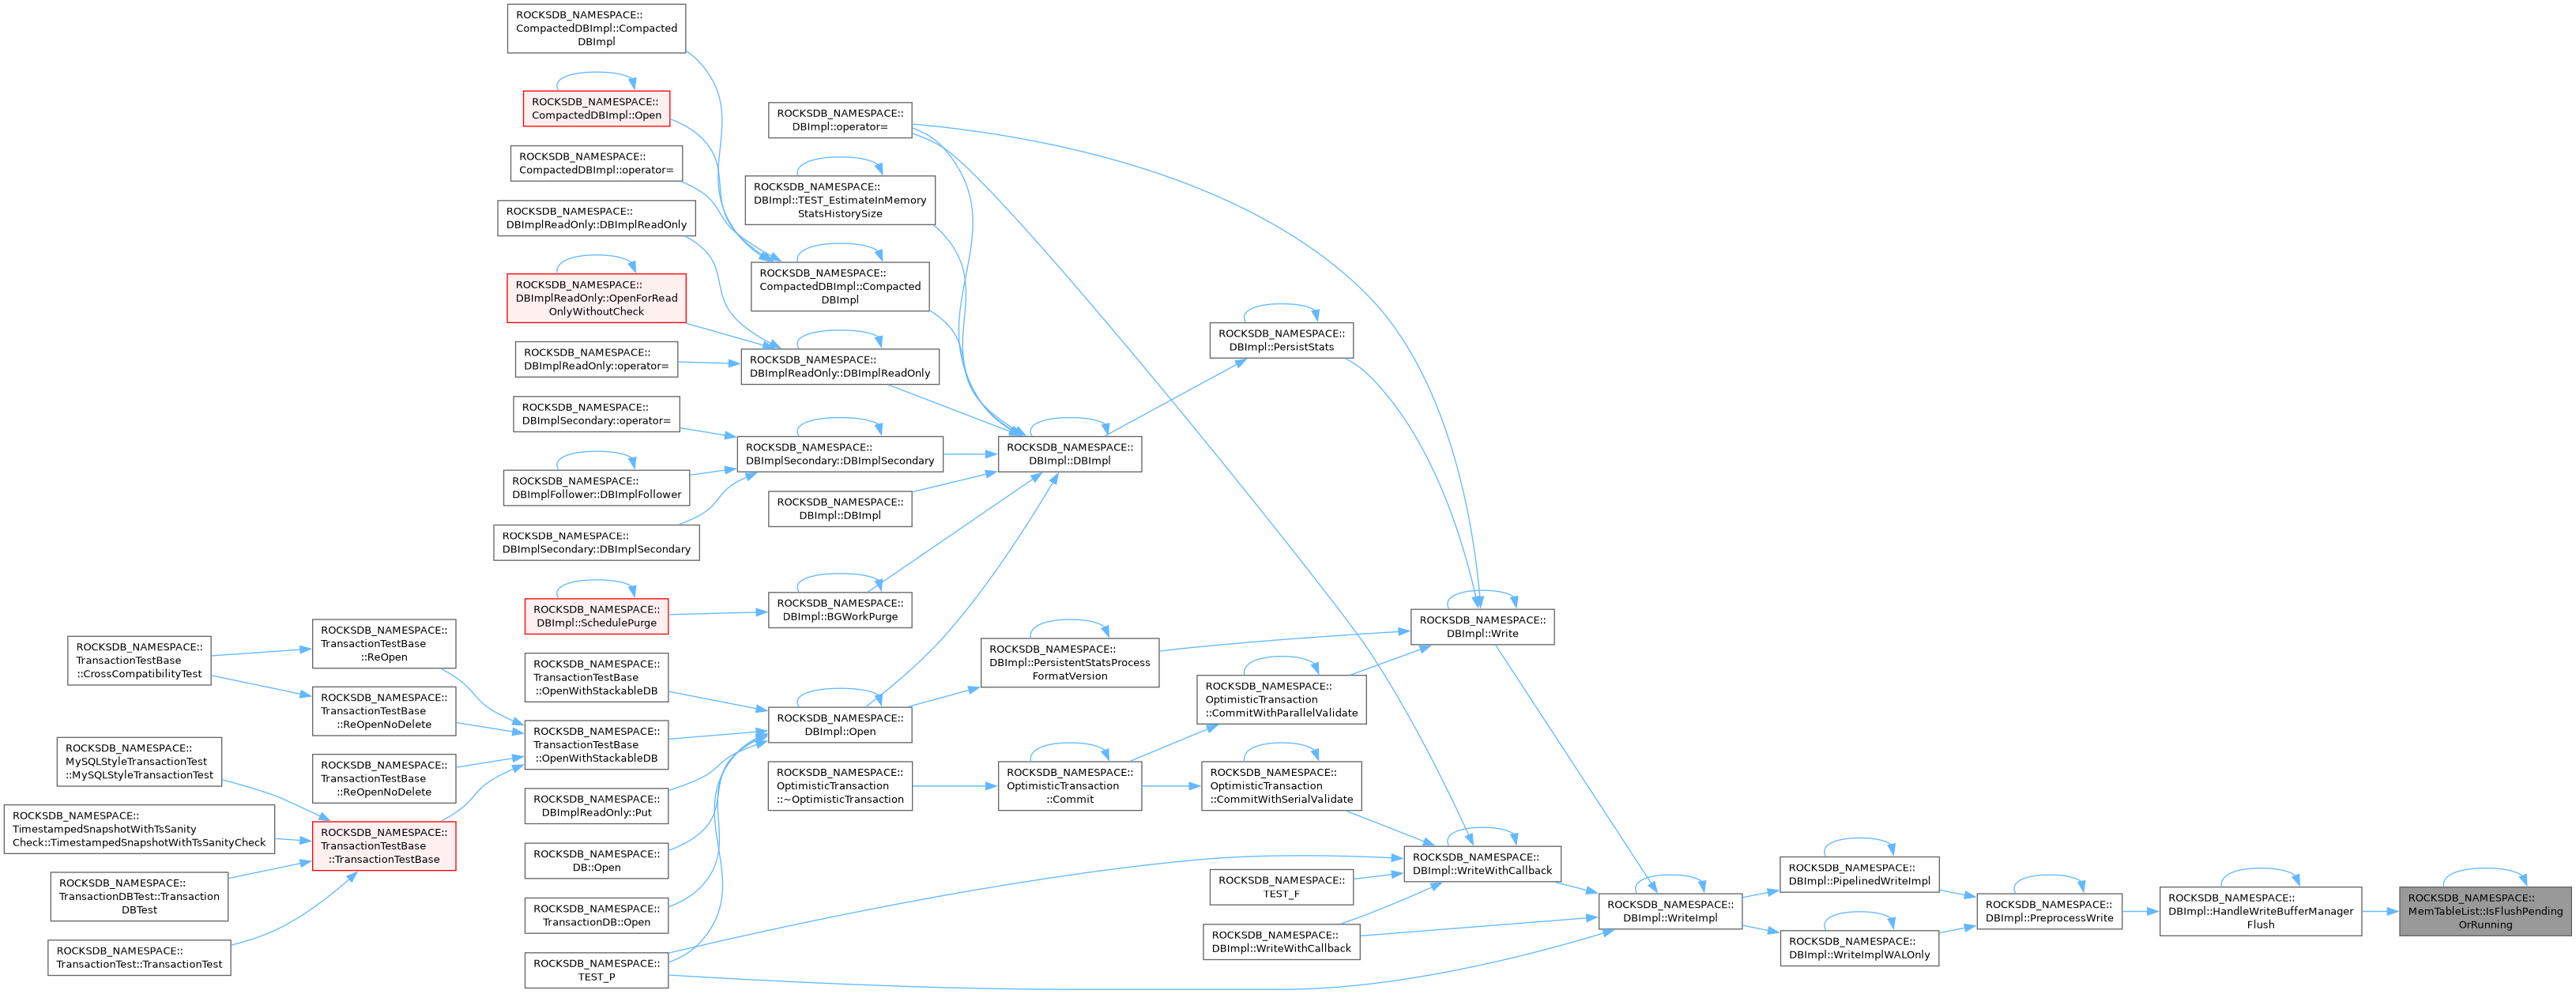 ROCKSDB_NAMESPACE::
CompactedDBImpl::Compacted
DBImpl
ROCKSDB_NAMESPACE::
CompactedDBImpl::Open
ROCKSDB_NAMESPACE::
CompactedDBImpl::operator=
ROCKSDB_NAMESPACE::
DBImplReadOnly::DBImplReadOnly
ROCKSDB_NAMESPACE::
DBImplReadOnly::OpenForRead
OnlyWithoutCheck
ROCKSDB_NAMESPACE::
DBImplReadOnly::operator=
ROCKSDB_NAMESPACE::
DBImplSecondary::operator=
ROCKSDB_NAMESPACE::
DBImplFollower::DBImplFollower
ROCKSDB_NAMESPACE::
DBImplSecondary::DBImplSecondary
ROCKSDB_NAMESPACE::
DBImpl::SchedulePurge
ROCKSDB_NAMESPACE::
TransactionTestBase
::OpenWithStackableDB
ROCKSDB_NAMESPACE::
TransactionTestBase
::OpenWithStackableDB
ROCKSDB_NAMESPACE::
DBImplReadOnly::Put
ROCKSDB_NAMESPACE::
DB::Open
ROCKSDB_NAMESPACE::
TransactionDB::Open
ROCKSDB_NAMESPACE::
TEST_P
ROCKSDB_NAMESPACE::
TransactionTestBase
::CrossCompatibilityTest
ROCKSDB_NAMESPACE::
MySQLStyleTransactionTest
::MySQLStyleTransactionTest
ROCKSDB_NAMESPACE::
TimestampedSnapshotWithTsSanity
Check::TimestampedSnapshotWithTsSanityCheck
ROCKSDB_NAMESPACE::
TransactionDBTest::Transaction
DBTest
ROCKSDB_NAMESPACE::
TransactionTest::TransactionTest
ROCKSDB_NAMESPACE::
TransactionTestBase
::ReOpen
ROCKSDB_NAMESPACE::
TransactionTestBase
::ReOpenNoDelete
ROCKSDB_NAMESPACE::
TransactionTestBase
::ReOpenNoDelete
ROCKSDB_NAMESPACE::
TransactionTestBase
::TransactionTestBase
ROCKSDB_NAMESPACE::
DBImpl::operator=
ROCKSDB_NAMESPACE::
DBImpl::TEST_EstimateInMemory
StatsHistorySize
ROCKSDB_NAMESPACE::
CompactedDBImpl::Compacted
DBImpl
ROCKSDB_NAMESPACE::
DBImplReadOnly::DBImplReadOnly
ROCKSDB_NAMESPACE::
DBImplSecondary::DBImplSecondary
ROCKSDB_NAMESPACE::
DBImpl::DBImpl
ROCKSDB_NAMESPACE::
DBImpl::BGWorkPurge
ROCKSDB_NAMESPACE::
DBImpl::Open
ROCKSDB_NAMESPACE::
OptimisticTransaction
::~OptimisticTransaction
ROCKSDB_NAMESPACE::
DBImpl::DBImpl
ROCKSDB_NAMESPACE::
DBImpl::PersistentStatsProcess
FormatVersion
ROCKSDB_NAMESPACE::
OptimisticTransaction
::Commit
ROCKSDB_NAMESPACE::
DBImpl::PersistStats
ROCKSDB_NAMESPACE::
OptimisticTransaction
::CommitWithParallelValidate
ROCKSDB_NAMESPACE::
OptimisticTransaction
::CommitWithSerialValidate
ROCKSDB_NAMESPACE::
TEST_F
ROCKSDB_NAMESPACE::
DBImpl::WriteWithCallback
ROCKSDB_NAMESPACE::
DBImpl::Write
ROCKSDB_NAMESPACE::
DBImpl::WriteWithCallback
ROCKSDB_NAMESPACE::
DBImpl::WriteImpl
ROCKSDB_NAMESPACE::
DBImpl::PipelinedWriteImpl
ROCKSDB_NAMESPACE::
DBImpl::WriteImplWALOnly
ROCKSDB_NAMESPACE::
DBImpl::PreprocessWrite
ROCKSDB_NAMESPACE::
DBImpl::HandleWriteBufferManager
Flush
ROCKSDB_NAMESPACE::
MemTableList::IsFlushPending
OrRunning